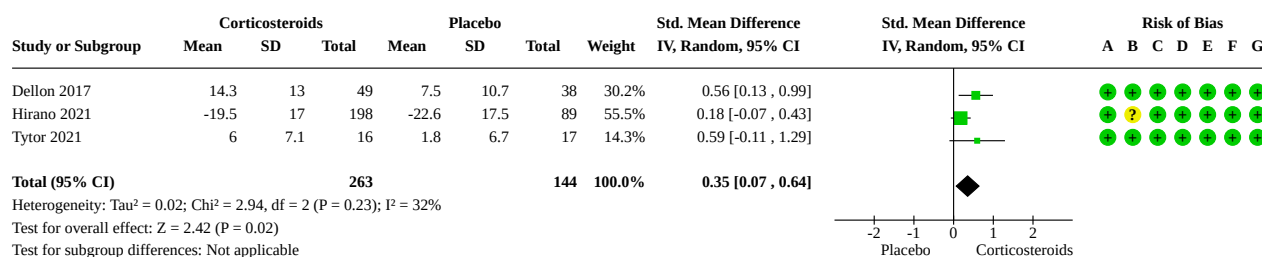 Corticosteroids Placebo Std. Mean Difference Std. Mean Difference Risk of Bias
Study or Subgroup Mean SD Total Mean SD Total Weight IV, Random, 95% CI IV, Random, 95% CI A B C D E F G
Dellon 2017 14.3 13 49 7.5 10.7 38 30.2% 0.56 [0.13 , 0.99] + + + + + + +
Hirano 2021 -19.5 17 198 -22.6 17.5 89 55.5% 0.18 [-0.07 , 0.43] + ? + + + + +
Tytor 2021 6 7.1 16 1.8 6.7 17 14.3% 0.59 [-0.11 , 1.29] + + + + + + +
Total (95% CI) 263 144 100.0% 0.35 [0.07 , 0.64]
Heterogeneity: Tau² = 0.02; Chi² = 2.94, df = 2 (P = 0.23); I² = 32%
Test for overall effect: Z = 2.42 (P = 0.02)
-2 -1 0 1 2
Test for subgroup differences: Not applicable
Placebo Corticosteroids